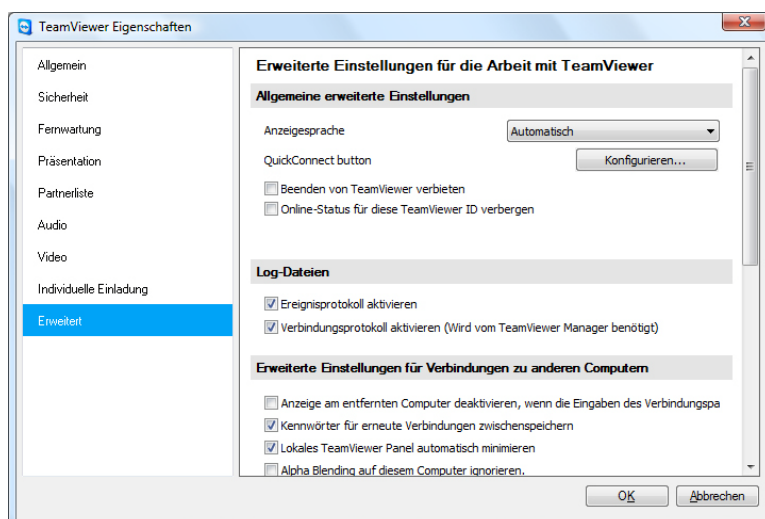 TeamViewer Eigenschaften
Allgemein
Sicherheit
Fernwartung
Präsentation
Partnerliste
Audio
Video
Individuelle Einladung
Erweitert
Erweiterte Einstellungen für die Arbeit mit TeamViewer
Allgemeine erweiterte Einstellungen
Anzeigesprache Automatisch
QuickConnect button Konfigurieren...
Beenden von TeamViewer verbieten
Online-Status für diese TeamViewer ID verbergen
Log-Dateien
Ereignisprotokoll aktivieren
Verbindungsprotokoll aktivieren (Wird vom TeamViewer Manager benötigt)
Erweiterte Einstellungen für Verbindungen zu anderen Computern
Anzeige am entfernten Computer deaktivieren, wenn die Eingaben des Verbindungspa
Kennwörter für erneute Verbindungen zwischenspeichern
Lokales TeamViewer Panel automatisch minimieren
Alpha Blending auf diesem Computer ignorieren.
OK Abbrechen